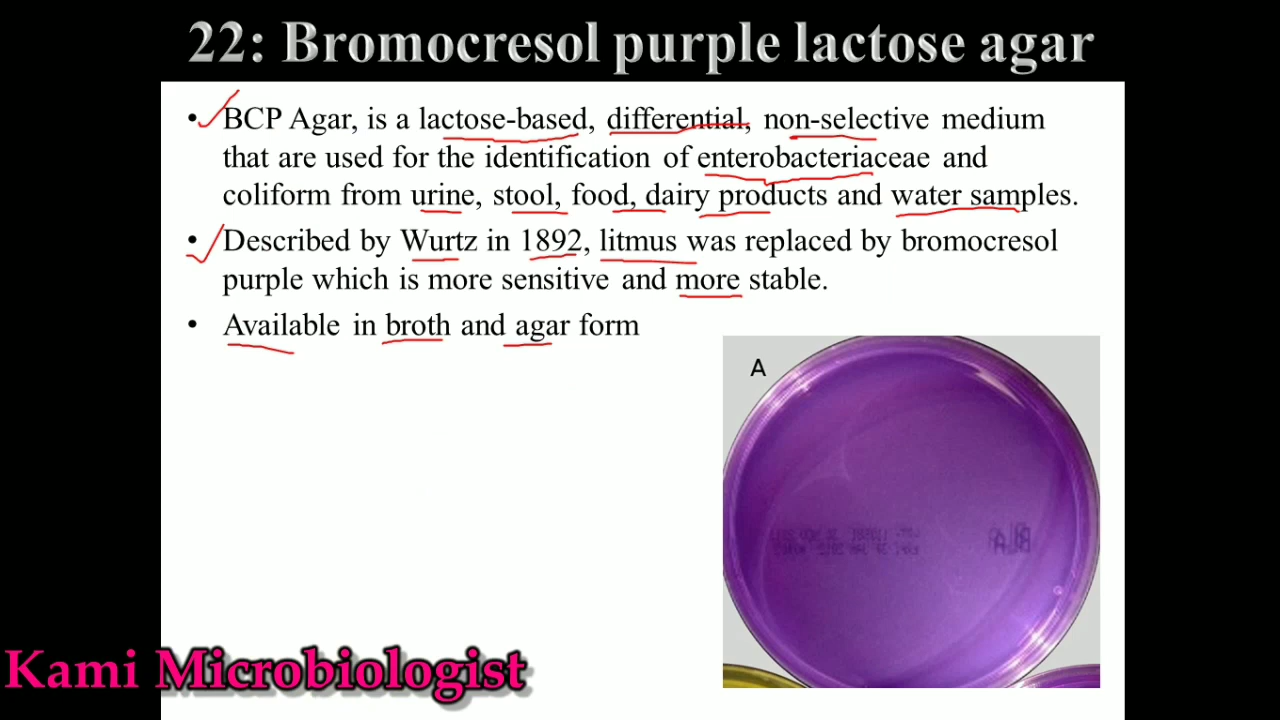 22: Bromocresol purple lactose agar
• BCP Agar, is a lactose-based, differential, non-selective medium
that are used for the identification of enterobacteriaceae and
coliform from urine, stool, food, dairy products and water samples.
• Described by Wurtz in 1892, litmus was replaced by bromocresol
purple which is more sensitive and more stable.
• Available in broth and agar form
A
Kami Microbiologist